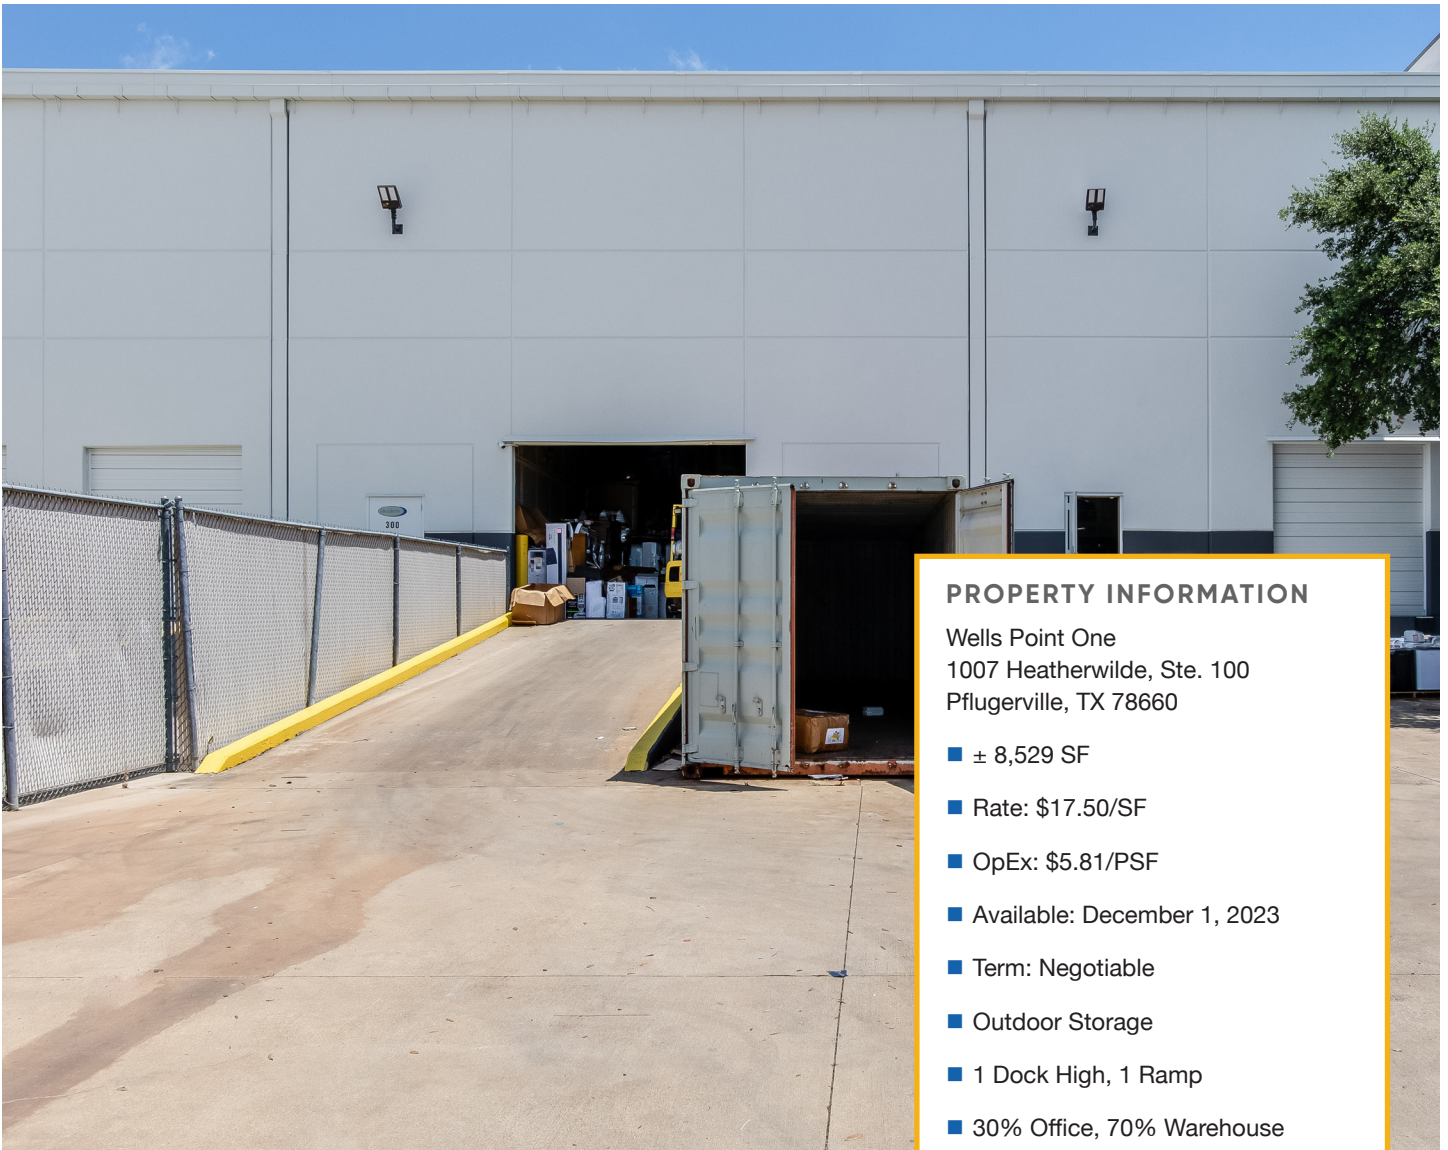 300
PROPERTY INFORMATION
Wells Point One
1007 Heatherwilde, Ste. 100
Pflugerville, TX 78660
■ ± 8,529 SF
■ Rate: $17.50/SF
■ OpEx: $5.81/PSF
■ Available: December 1, 2023
■ Term: Negotiable
■ Outdoor Storage
■ 1 Dock High, 1 Ramp
■ 30% Office, 70% Warehouse